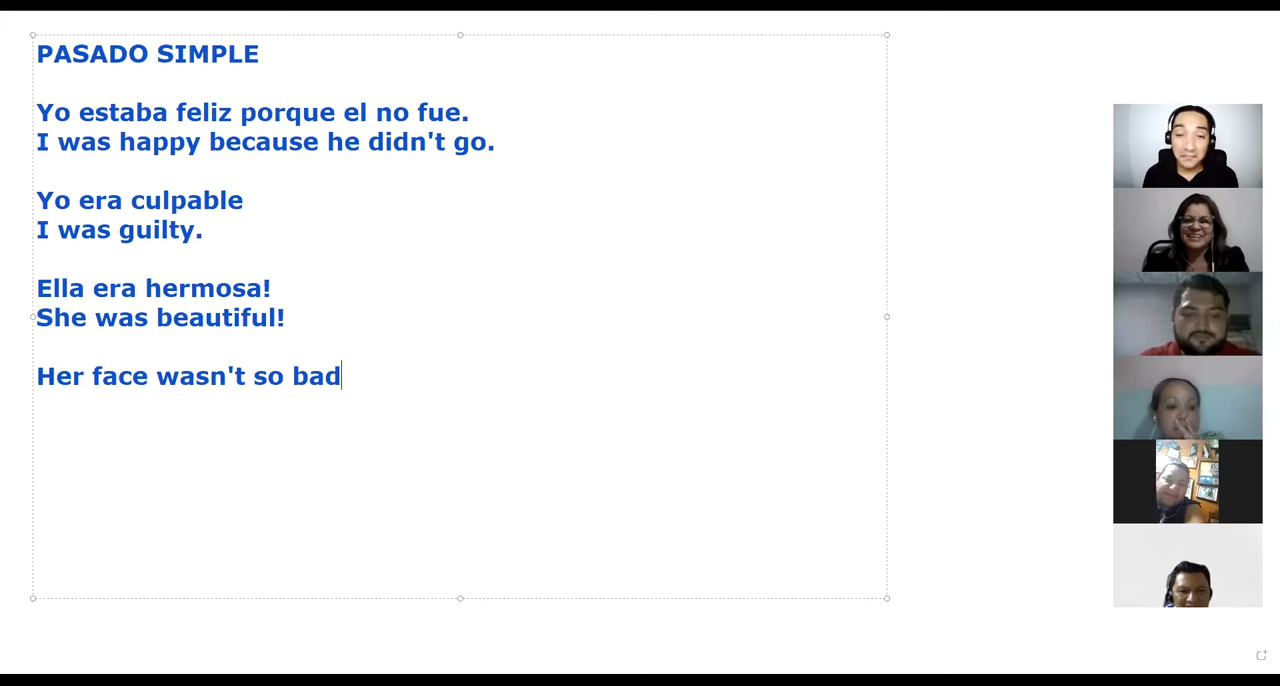 PASADO SIMPLE
Yo estaba feliz porque el no fue.
I was happy because he didn't go.
Yo era culpable
I was guilty.
Ella era hermosa!
She was beautiful!
Her face wasn't so bad